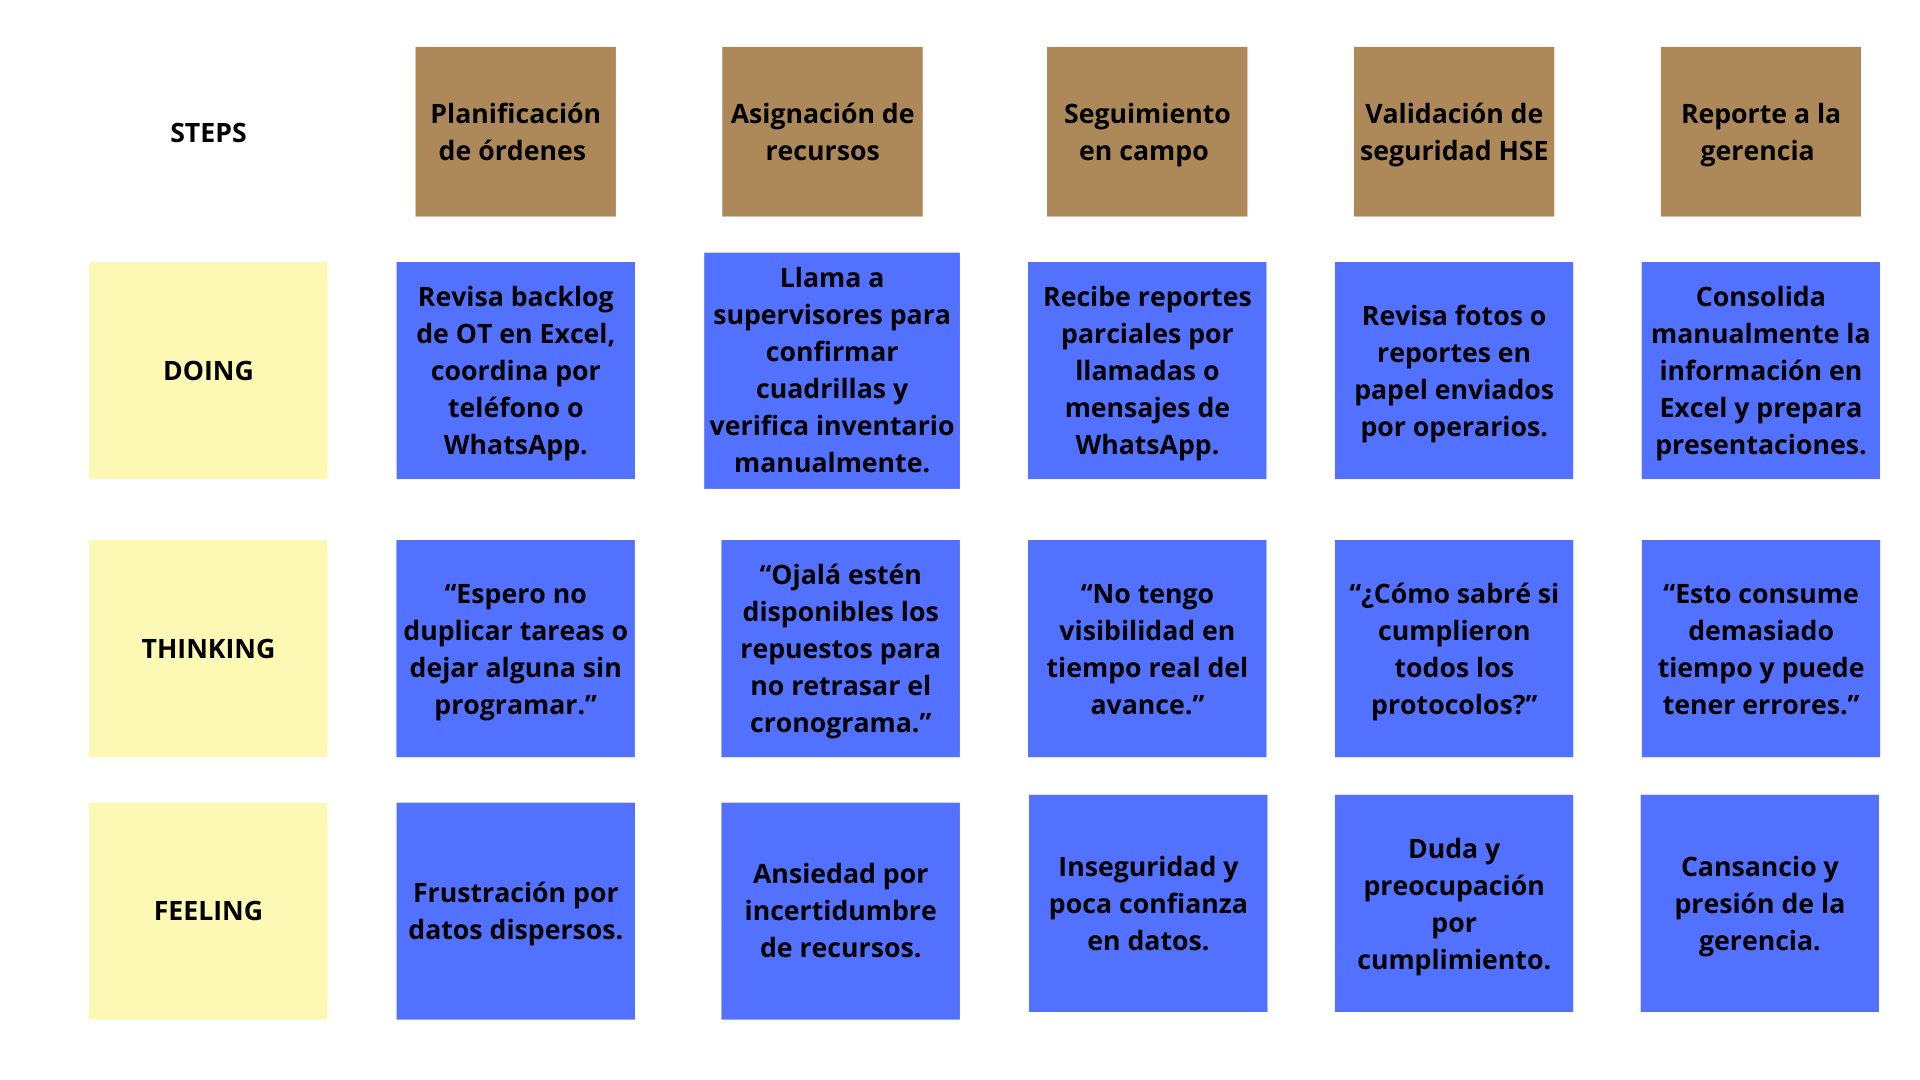 STEPS
Planificación
de órdenes
Asignación de
recursos
Seguimiento
en campo
Validación de
seguridad HSE
Reporte a la
gerencia
DOING
Revisa backlog
de OT en Excel,
coordina por
teléfono o
WhatsApp.
Llama a
supervisores para
confirmar
cuadrillas y
verifica inventario
manualmente.
Recibe reportes
parciales por
llamadas o
mensajes de
WhatsApp.
Revisa fotos o
reportes en
papel enviados
por operarios.
Consolida
manualmente la
información en
Excel y prepara
presentaciones.
THINKING
“Espero no
duplicar tareas o
dejar alguna sin
programar.”
“Ojalá estén
disponibles los
repuestos para
no retrasar el
cronograma.”
“No tengo
visibilidad en
tiempo real del
avance.”
“¿Cómo sabré si
cumplieron
todos los
protocolos?”
“Esto consume
demasiado
tiempo y puede
tener errores.”
FEELING
Frustración por
datos dispersos.
Ansiedad por
incertidumbre
de recursos.
Inseguridad y
poca confianza
en datos.
Duda y
preocupación
por
cumplimiento.
Cansancio y
presión de la
gerencia.